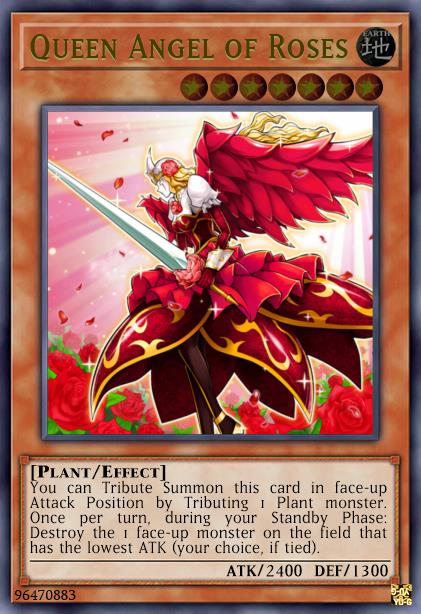 QUEEN ANGEL OF ROSES
EARTH
地
[PLANT/EFFECT]
You can Tribute Summon this card in face-up
Attack Position by Tributing 1 Plant monster.
Once per turn, during your Standby Phase:
Destroy the 1 face-up monster on the field that
has the lowest ATK (your choice, if tied).
ATK/2400 DEF/1300
96470883